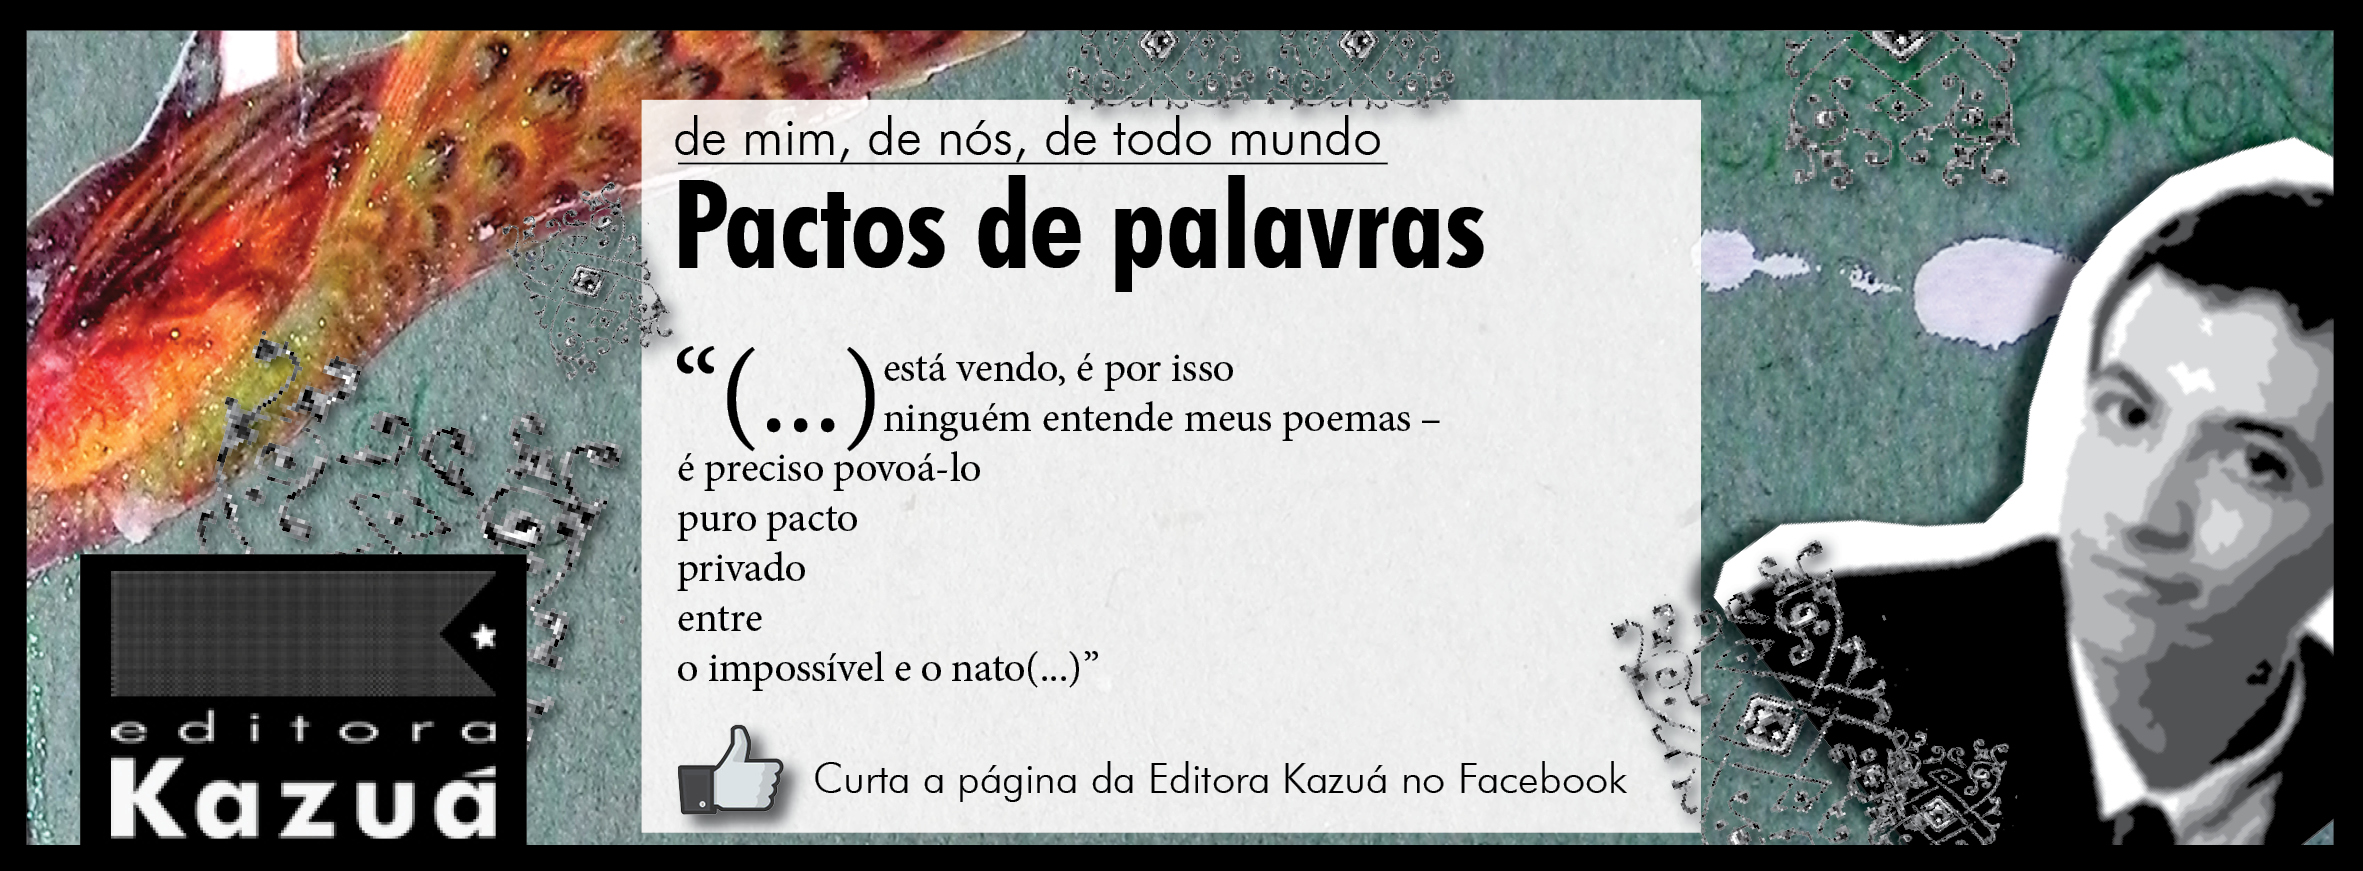 de mim, de nós, de todo mundo
Pactos de palavras
“(...) está vendo, é por isso
ninguém entende meus poemas –
é preciso povoá-lo
puro pacto
privado
entre
o impossível e o nato(...)”
Curta a página da Editora Kazuá no Facebook
editora
Kazuá